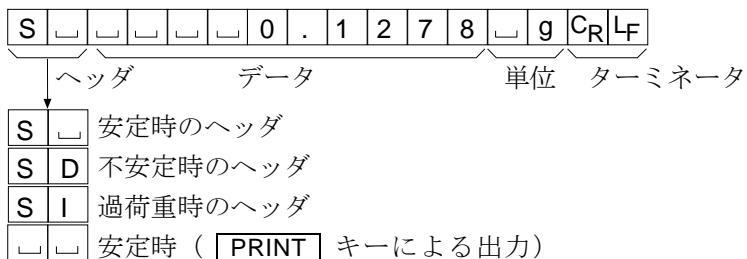 S ␣ ␣ ␣ ␣ ␣ 0 . 1 2 7 8 ␣ g CR LF
ヘッダ データ 単位 ターミネータ
S ␣ 安定時のヘッダ
S D 不安定時のヘッダ
S I 過荷重時のヘッダ
␣ ␣ 安定時 ( PRINT キーによる出力)